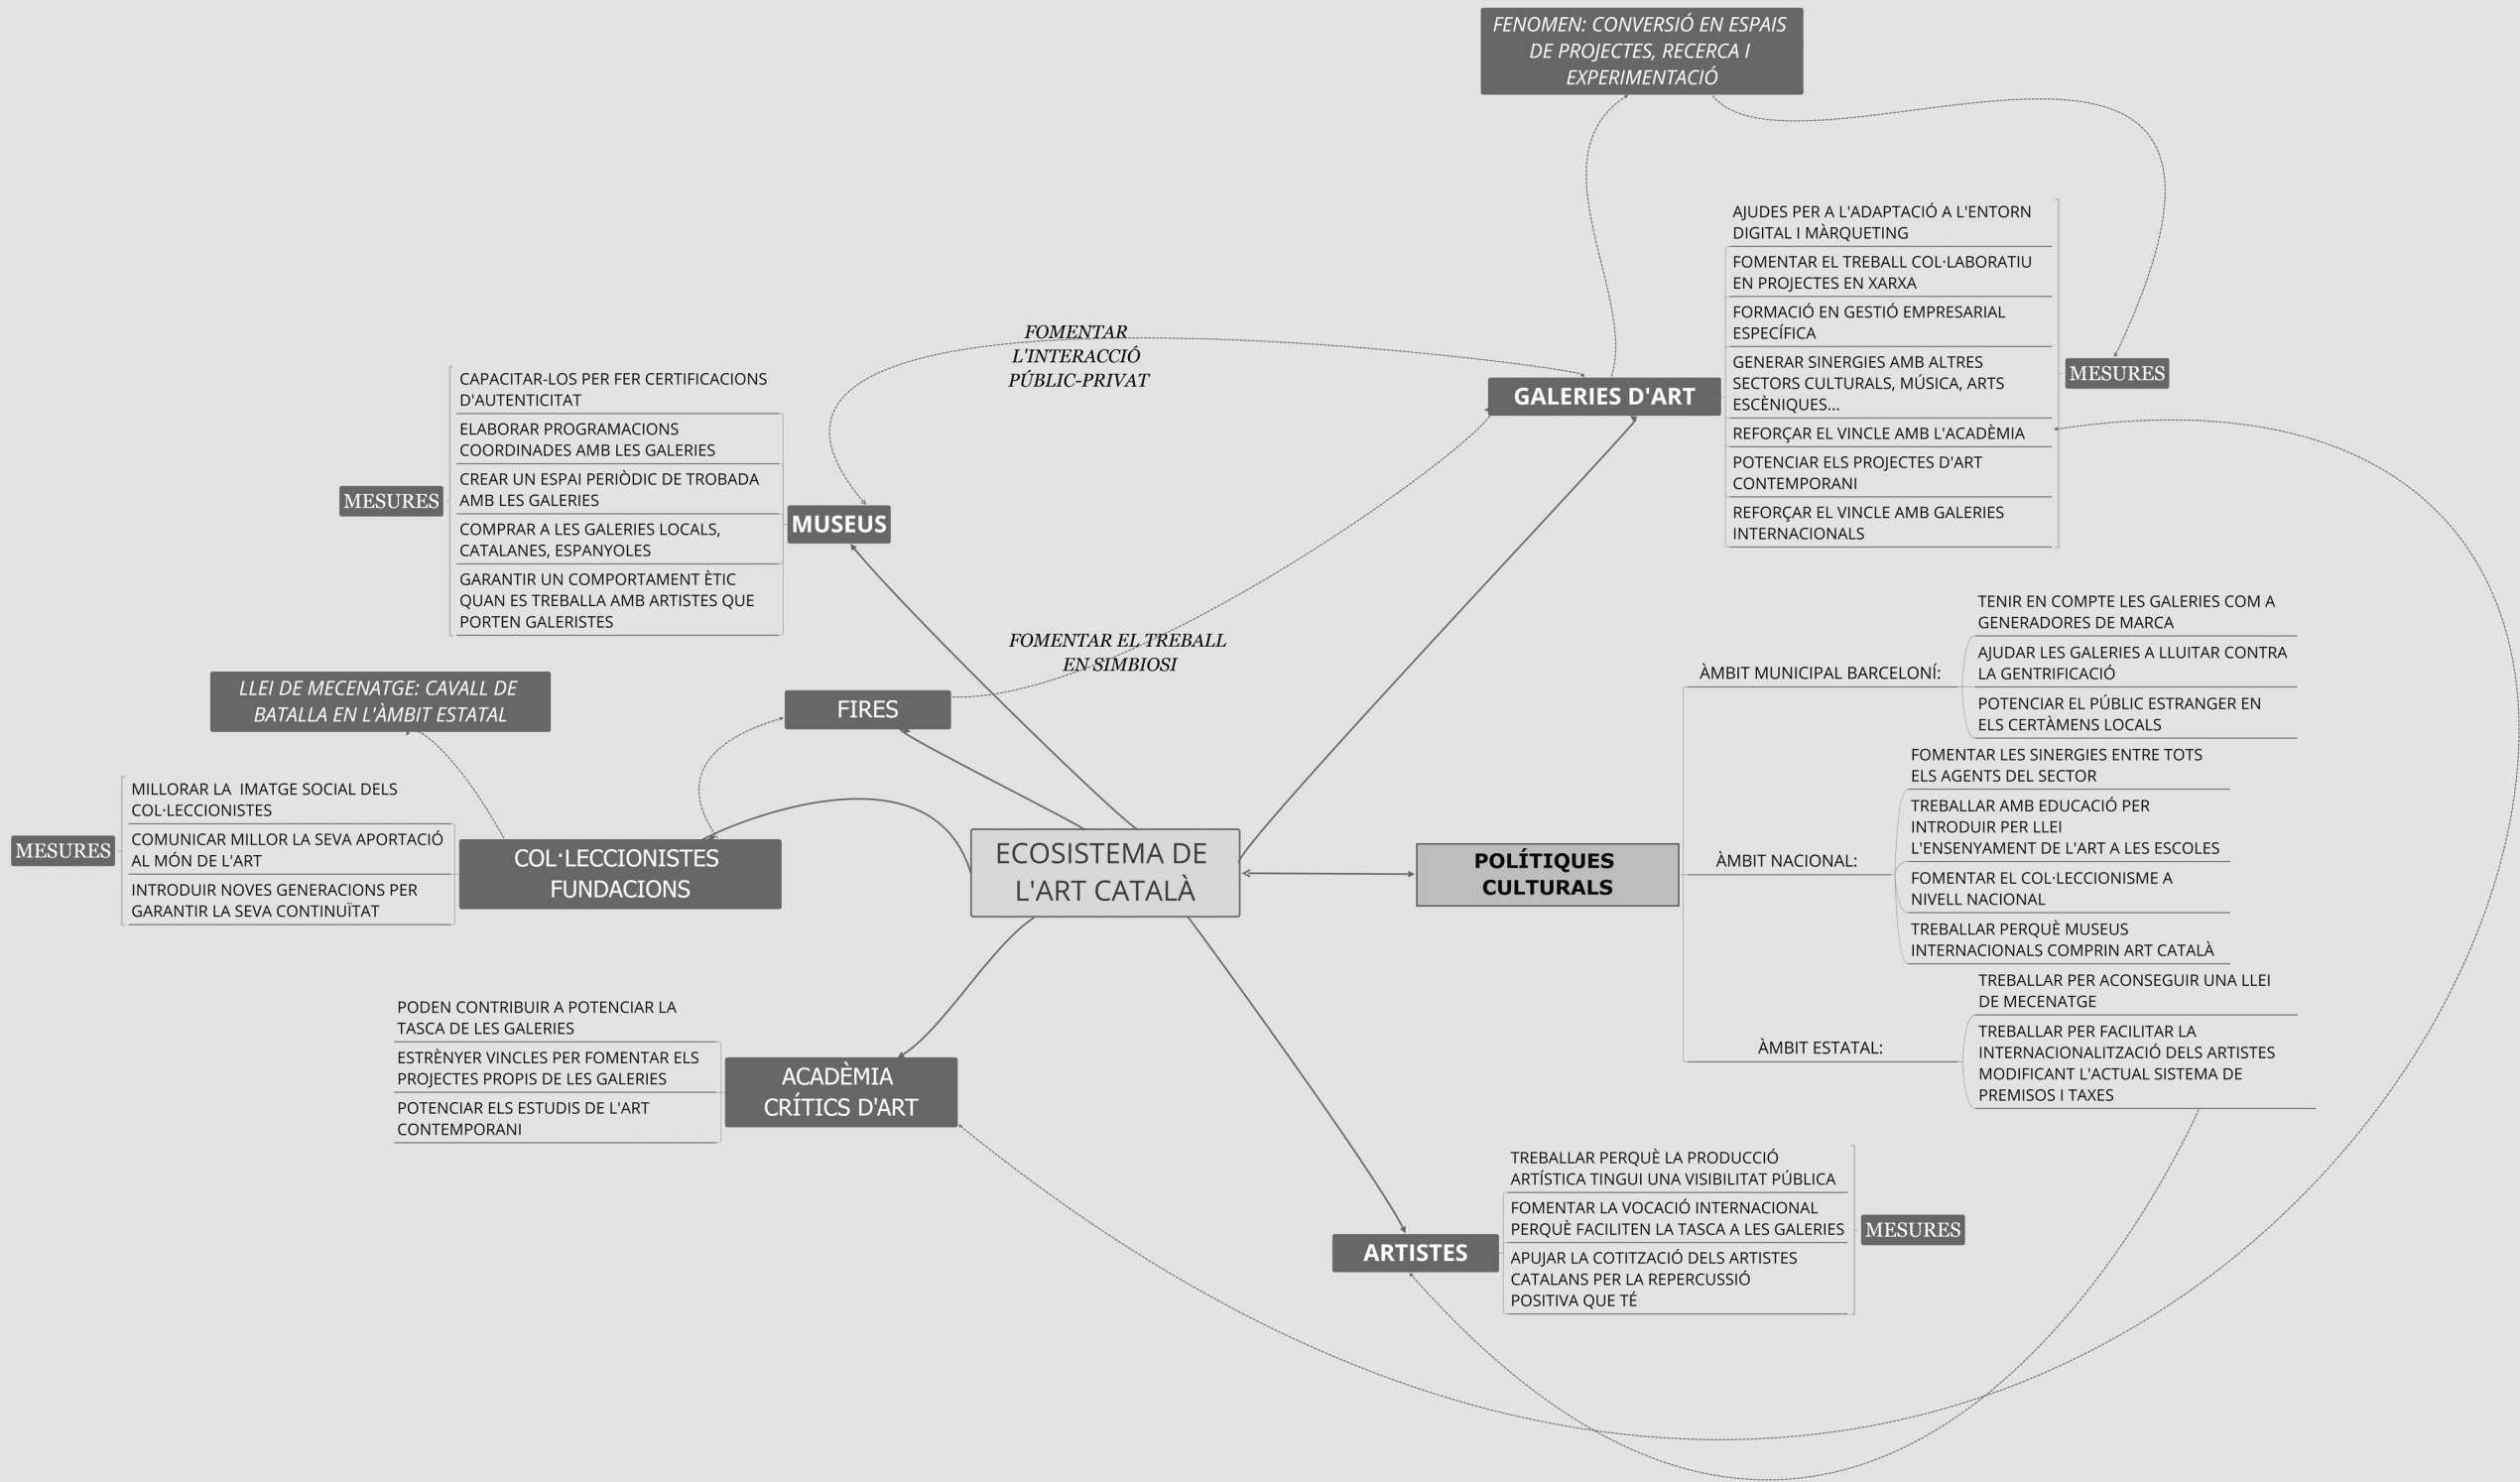 FENOMEN: CONVERSIÓ EN ESPAIS
DE PROJECTES, RECERCA I
EXPERIMENTACIÓ
AJUDES PER A L'ADAPTACIÓ A L'ENTORN
DIGITAL I MÀRQUETING
FOMENTAR EL TREBALL COL·LABORATIU
EN PROJECTES EN XARXA
FORMACIÓ EN GESTIÓ EMPRESARIAL
ESPECÍFICA
GENERAR SINERGIES AMB ALTRES
SECTORS CULTURALS, MÚSICA, ARTS
ESCÈNIQUES...
REFORÇAR EL VINCLE AMB L'ACADÈMIA
POTENCIAR ELS PROJECTES D'ART
CONTEMPORANI
REFORÇAR EL VINCLE AMB GALERIES
INTERNACIONALS
MESURES
GALERIES D'ART
FOMENTAR
L'INTERACCIÓ
PÚBLIC-PRIVAT
CAPACITAR-LOS PER FER CERTIFICACIONS
D'AUTENTICITAT
ELABORAR PROGRAMACIONS
COORDINADES AMB LES GALERIES
CREAR UN ESPAI PERIÒDIC DE TROBADA
AMB LES GALERIES
COMPRAR A LES GALERIES LOCALS,
CATALANES, ESPANYOLES
GARANTIR UN COMPORTAMENT ÈTIC
QUAN ES TREBALLA AMB ARTISTES QUE
PORTEN GALERISTES
MESURES
MUSEUS
FOMENTAR EL TREBALL
EN SIMBIOSI
FIRES
LLEI DE MECENATGE: CAVALL DE
BATALLA EN L'ÀMBIT ESTATAL
MILLORAR LA  IMATGE SOCIAL DELS
COL·LECCIONISTES
COMUNICAR MILLOR LA SEVA APORTACIÓ
AL MÓN DE L'ART
INTRODUIR NOVES GENERACIONS PER
GARANTIR LA SEVA CONTINUÏTAT
MESURES
COL·LECCIONISTES
FUNDACIONS
ECOSISTEMA DE
L'ART CATALÀ
POLÍTIQUES
CULTURALS
ÀMBIT MUNICIPAL BARCELONÍ:
TENIR EN COMPTE LES GALERIES COM A
GENERADORES DE MARCA
AJUDAR LES GALERIES A LLUITAR CONTRA
LA GENTRIFICACIÓ
POTENCIAR EL PÚBLIC ESTRANGER EN
ELS CERTÀMENS LOCALS
ÀMBIT NACIONAL:
FOMENTAR LES SINERGIES ENTRE TOTS
ELS AGENTS DEL SECTOR
TREBALLAR AMB EDUCACIÓ PER
INTRODUIR PER LLEI
L'ENSENYAMENT DE L'ART A LES ESCOLES
FOMENTAR EL COL·LECCIONISME A
NIVELL NACIONAL
TREBALLAR PERQUÈ MUSEUS
INTERNACIONALS COMPRIN ART CATALÀ
ÀMBIT ESTATAL:
TREBALLAR PER ACONSEGUIR UNA LLEI
DE MECENATGE
TREBALLAR PER FACILITAR LA
INTERNACIONALITZACIÓ DELS ARTISTES
MODIFICANT L'ACTUAL SISTEMA DE
PREMISOS I TAXES
PODEN CONTRIBUIR A POTENCIAR LA
TASCA DE LES GALERIES
ESTRÈNYER VINCLES PER FOMENTAR ELS
PROJECTES PROPIS DE LES GALERIES
POTENCIAR ELS ESTUDIS DE L'ART
CONTEMPORANI
ACADÈMIA
CRÍTICS D'ART
ARTISTES
TREBALLAR PERQUÈ LA PRODUCCIÓ
ARTÍSTICA TINGUI UNA VISIBILITAT PÚBLICA
FOMENTAR LA VOCACIÓ INTERNACIONAL
PERQUÈ FACILITEN LA TASCA A LES GALERIES
APUJAR LA COTITZACIÓ DELS ARTISTES
CATALANS PER LA REPERCUSSIÓ
POSITIVA QUE TÉ
MESURES